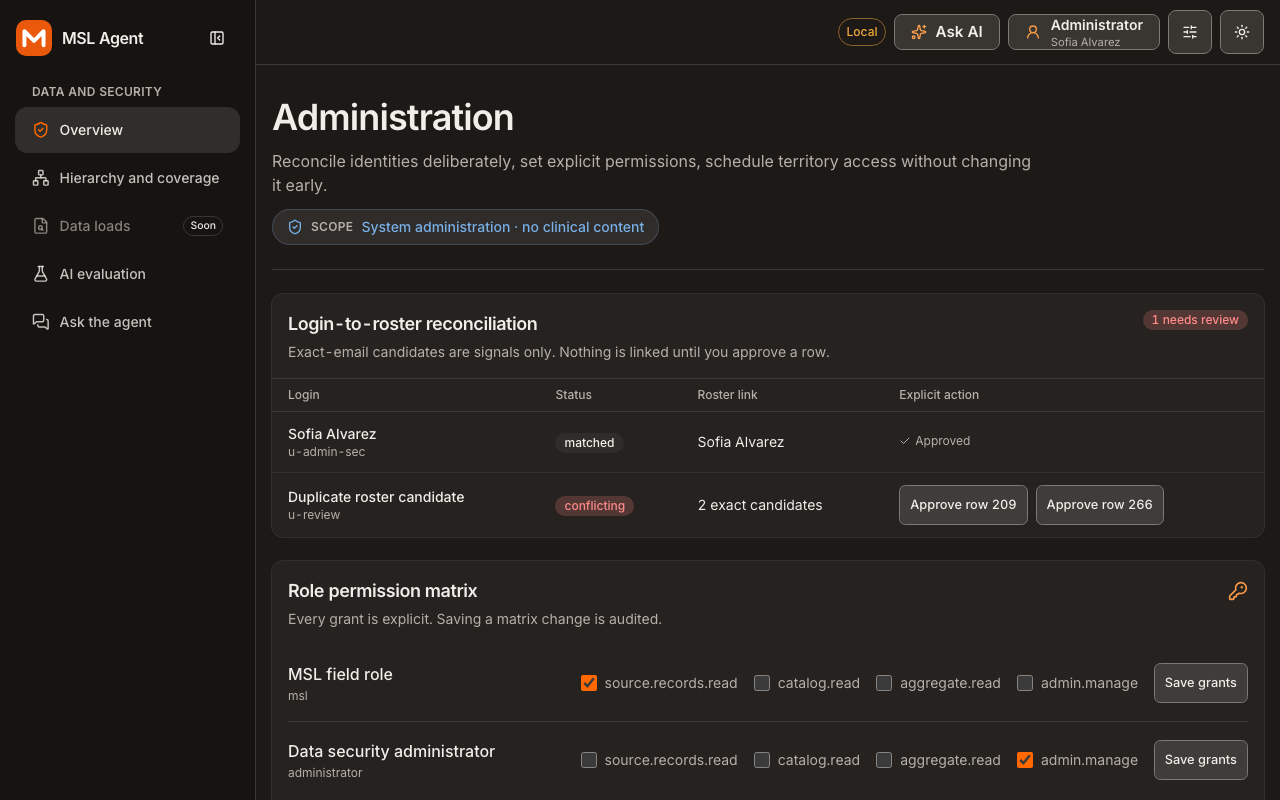 MSL Agent
Local
Ask AI
Administrator
Sofia Alvarez
DATA AND SECURITY
Overview
Hierarchy and coverage
Data loads
Soon
AI evaluation
Ask the agent
Administration
Reconcile identities deliberately, set explicit permissions, schedule territory access without changing
it early.
SCOPE System administration · no clinical content
Login-to-roster reconciliation
1 needs review
Exact-email candidates are signals only. Nothing is linked until you approve a row.
Login Status Roster link Explicit action
Sofia Alvarez
u-admin-sec
matched
Sofia Alvarez
Approved
Duplicate roster candidate
u-review
conflicting
2 exact candidates
Approve row 209
Approve row 266
Role permission matrix
Every grant is explicit. Saving a matrix change is audited.
MSL field role
msl
source.records.read catalog.read aggregate.read admin.manage Save grants
Data security administrator
administrator
source.records.read catalog.read aggregate.read admin.manage Save grants